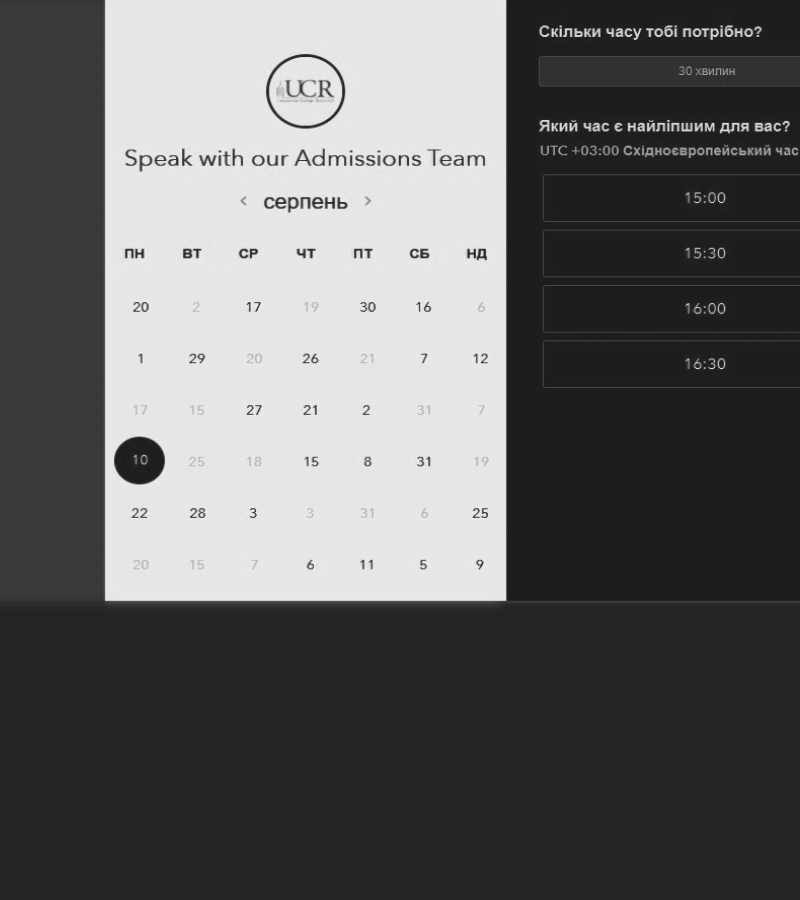 UCR
Speak with our Admissions Team
< серпень >
ПН ВТ СР ЧТ ПТ СБ НД
20 2 17 19 30 16 6
1 29 20 26 21 7 12
17 15 27 21 2 31 7
10 25 18 15 8 31 19
22 28 3 3 31 6 25
20 15 7 6 11 5 9
Скільки часу тобі потрібно?
30 хвилин
Який час є найліпшим для вас?
UTC +03:00 Східноєвропейський час
15:00
15:30
16:00
16:30